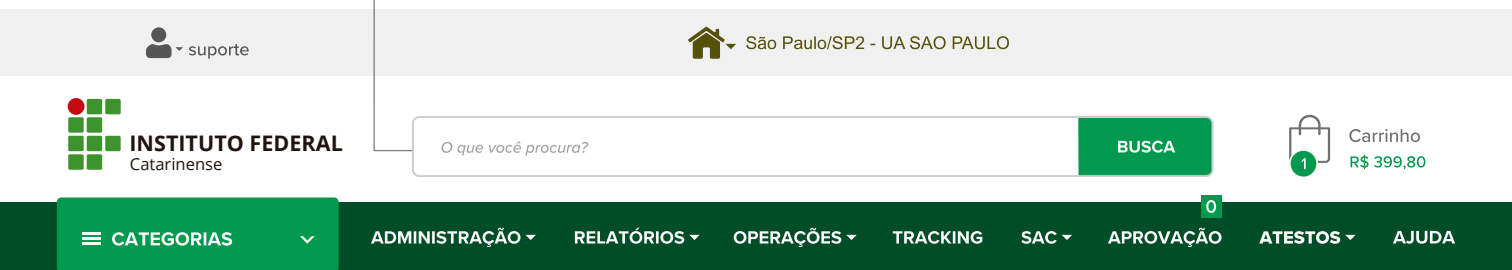 suporte
São Paulo/SP2 - UA SAO PAULO
INSTITUTO FEDERAL
Catarinense
O que você procura?
BUSCA
Carrinho
1
R$ 399,80
0
CATEGORIAS
ADMINISTRAÇÃO
RELATÓRIOS
OPERAÇÕES
TRACKING
SAC
APROVAÇÃO
ATESTOS
AJUDA